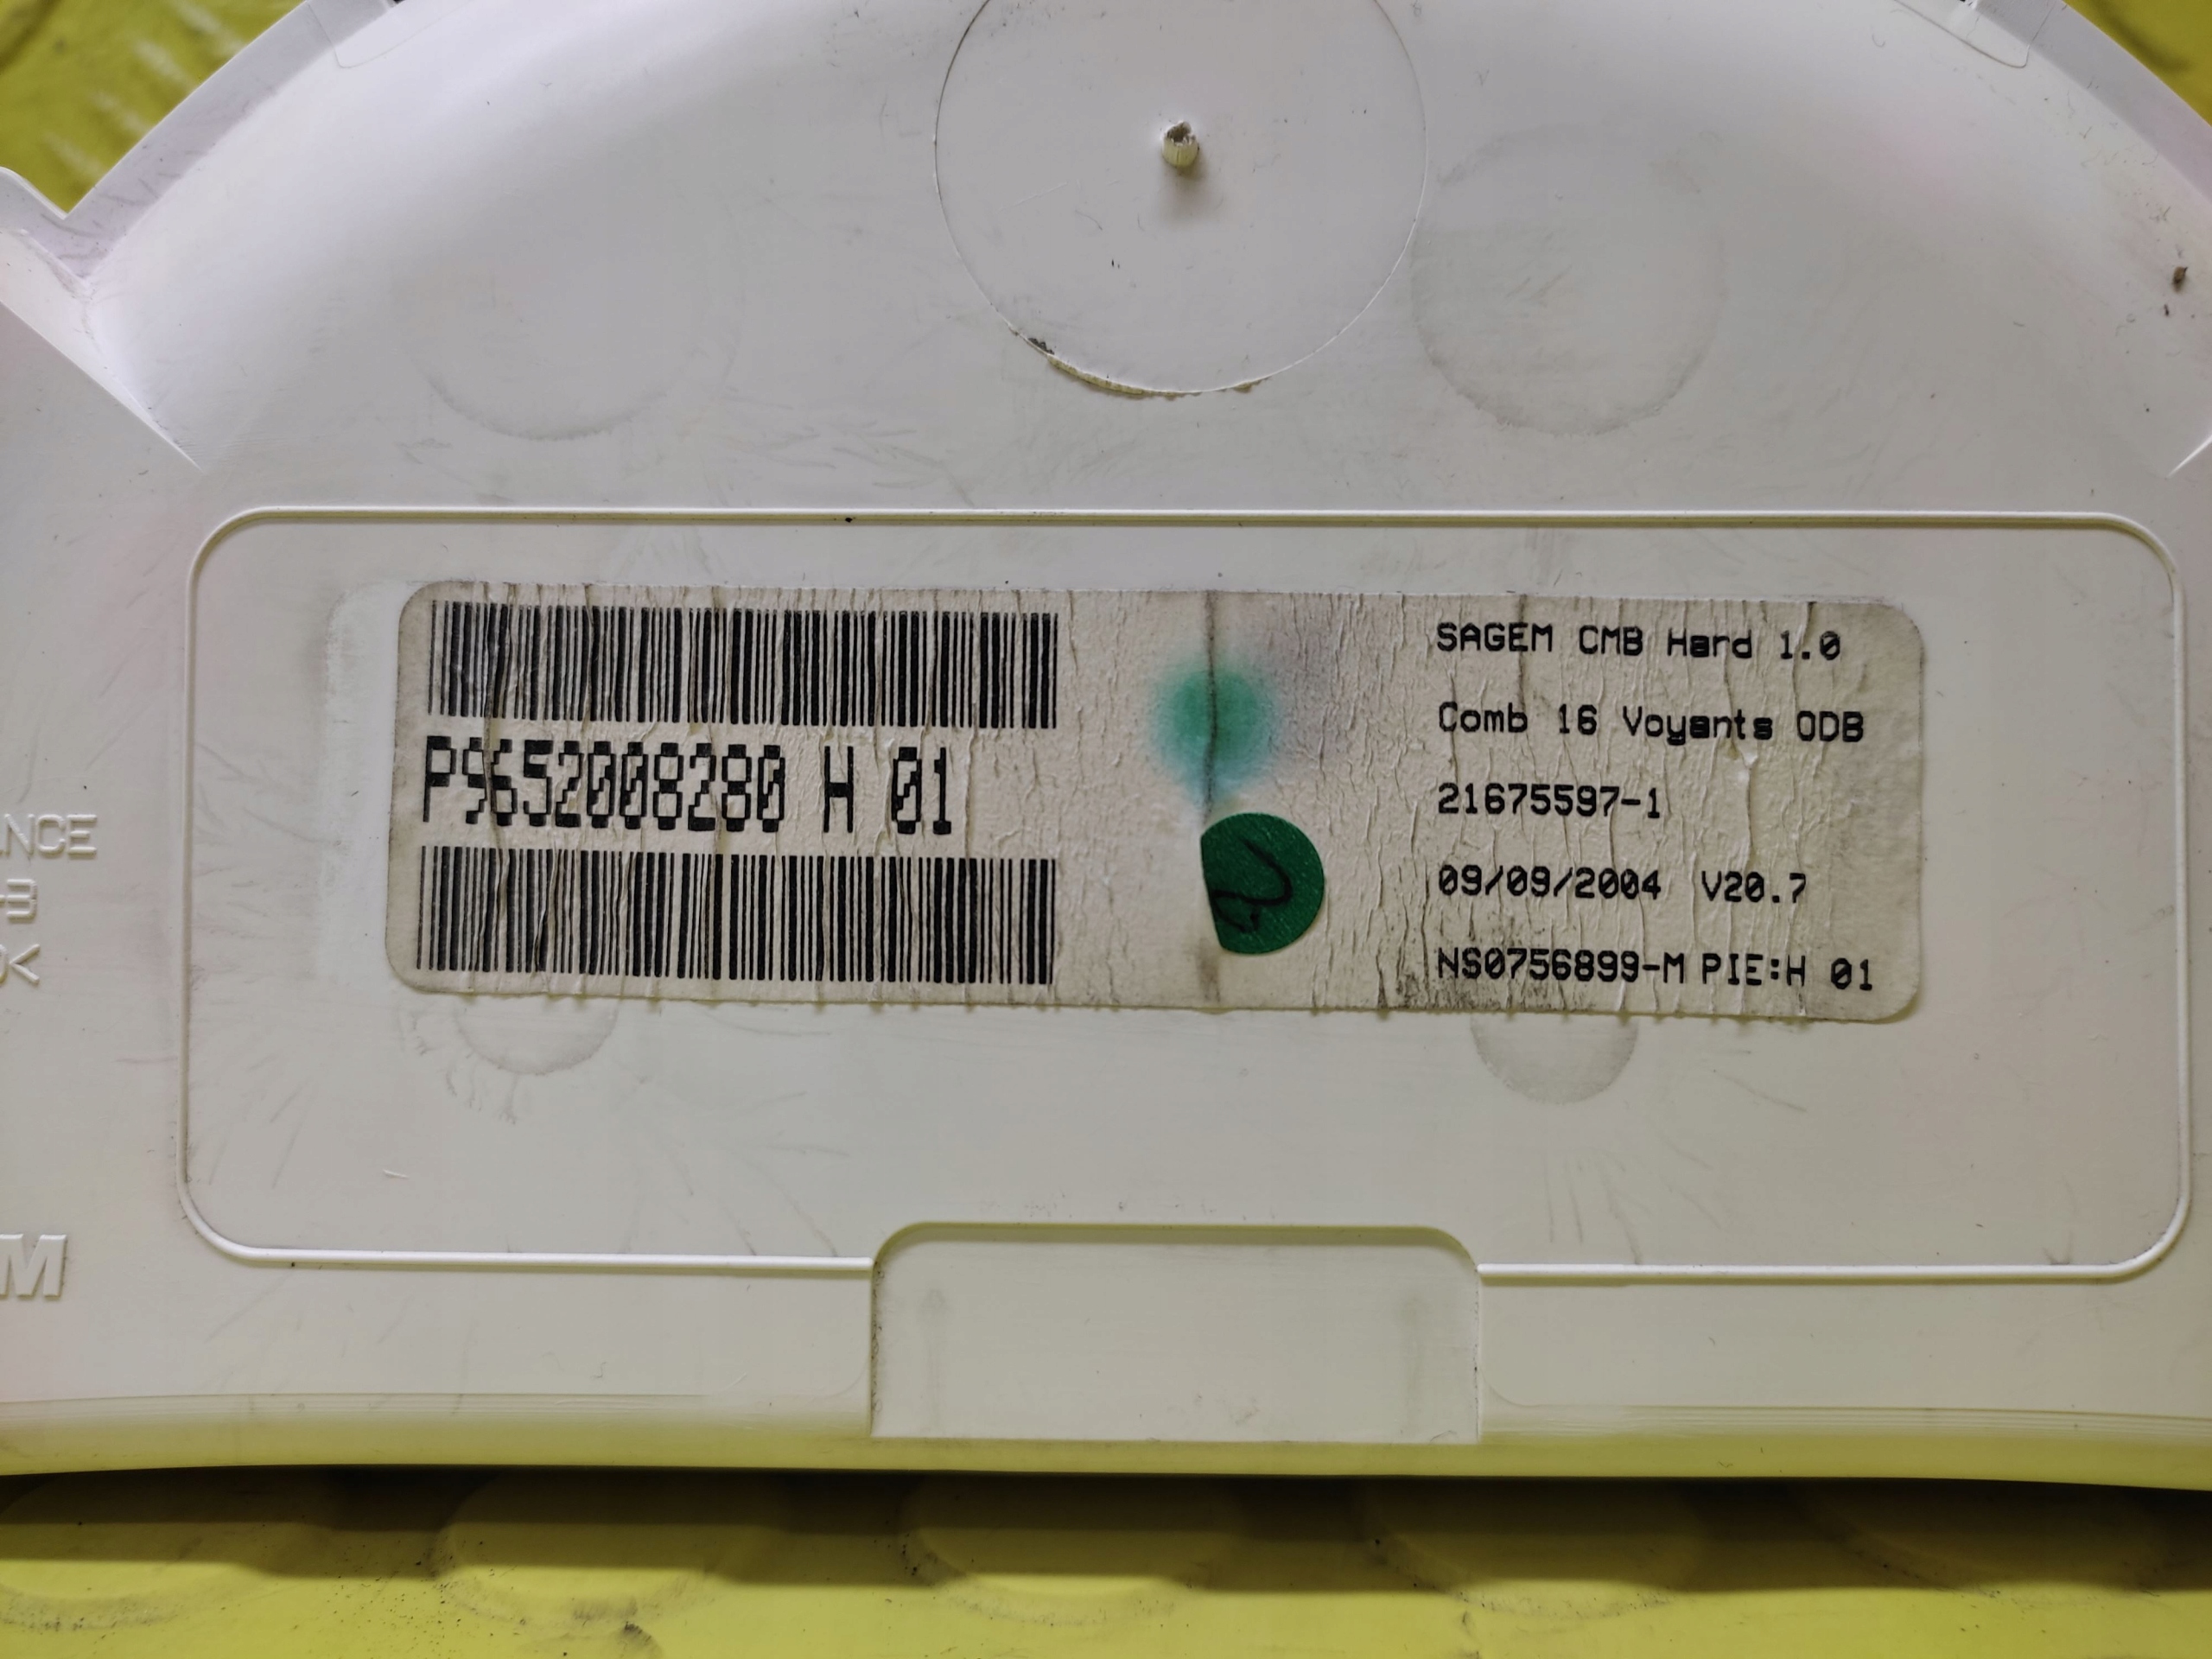 P9652008280 H 01
SAGEM CMB Hard 1.0
Comb 16 Voyants ODB
21675597-1
09/09/2004 V20.7
NS0756899-M PIE:H 01
NCE
-B
K
M